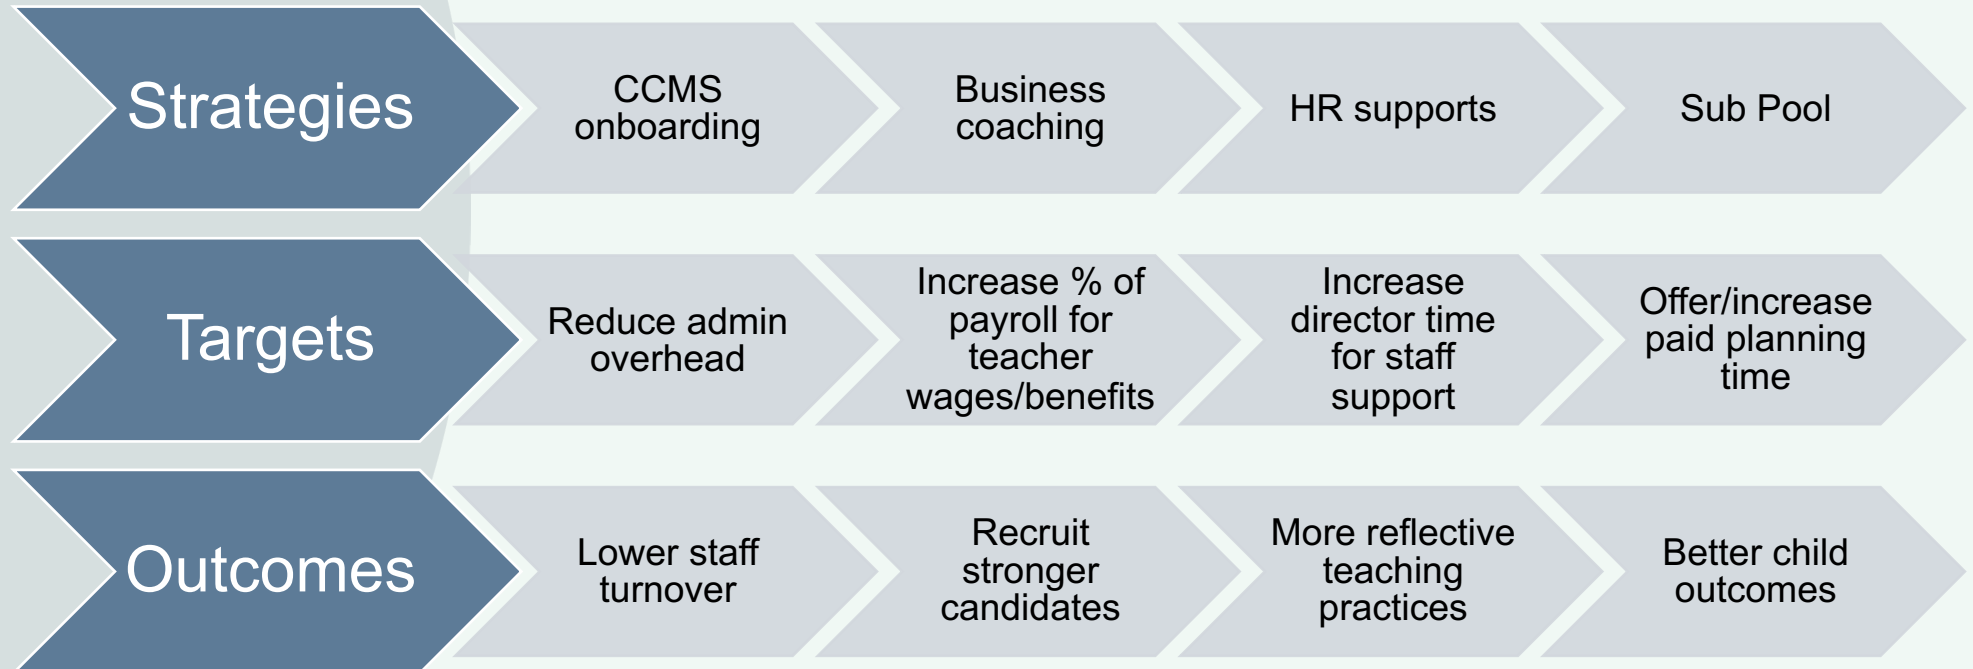 Strategies
CCMS
onboarding
Business
coaching
HR supports
Sub Pool
Targets
Reduce admin
overhead
Increase % of
payroll for
teacher
wages/benefits
Increase
director time
for staff
support
Offer/increase
paid planning
time
Outcomes
Lower staff
turnover
Recruit
stronger
candidates
More reflective
teaching
practices
Better child
outcomes